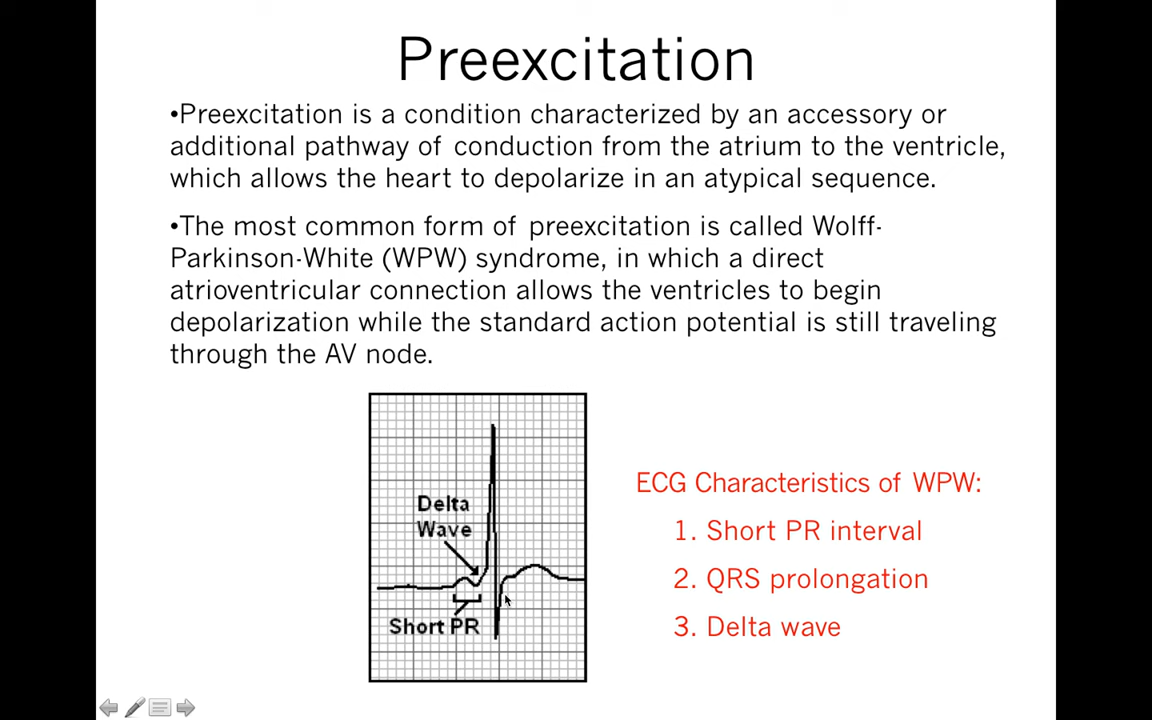 Preexcitation
•Preexcitation is a condition characterized by an accessory or
additional pathway of conduction from the atrium to the ventricle,
which allows the heart to depolarize in an atypical sequence.
•The most common form of preexcitation is called Wolff-
Parkinson-White (WPW) syndrome, in which a direct
atrioventricular connection allows the ventricles to begin
depolarization while the standard action potential is still traveling
through the AV node.
Delta
Wave
Short PR
ECG Characteristics of WPW:
1. Short PR interval
2. QRS prolongation
3. Delta wave